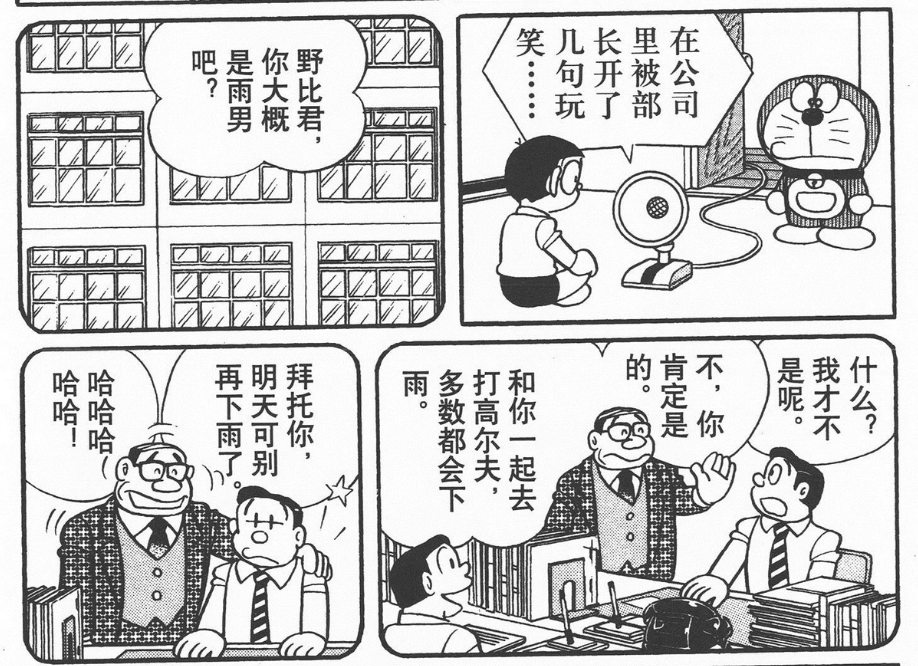 在公司
里被部
长开了
几句玩
笑……
野比君，
你大概
是雨男
吧？
什么？
我才不
是呢。
不，你
肯定是
的。
和你一起去
打高尔夫，
多数都会下
雨。
拜托你，
明天可别
再下雨了。
哈哈哈
哈哈！